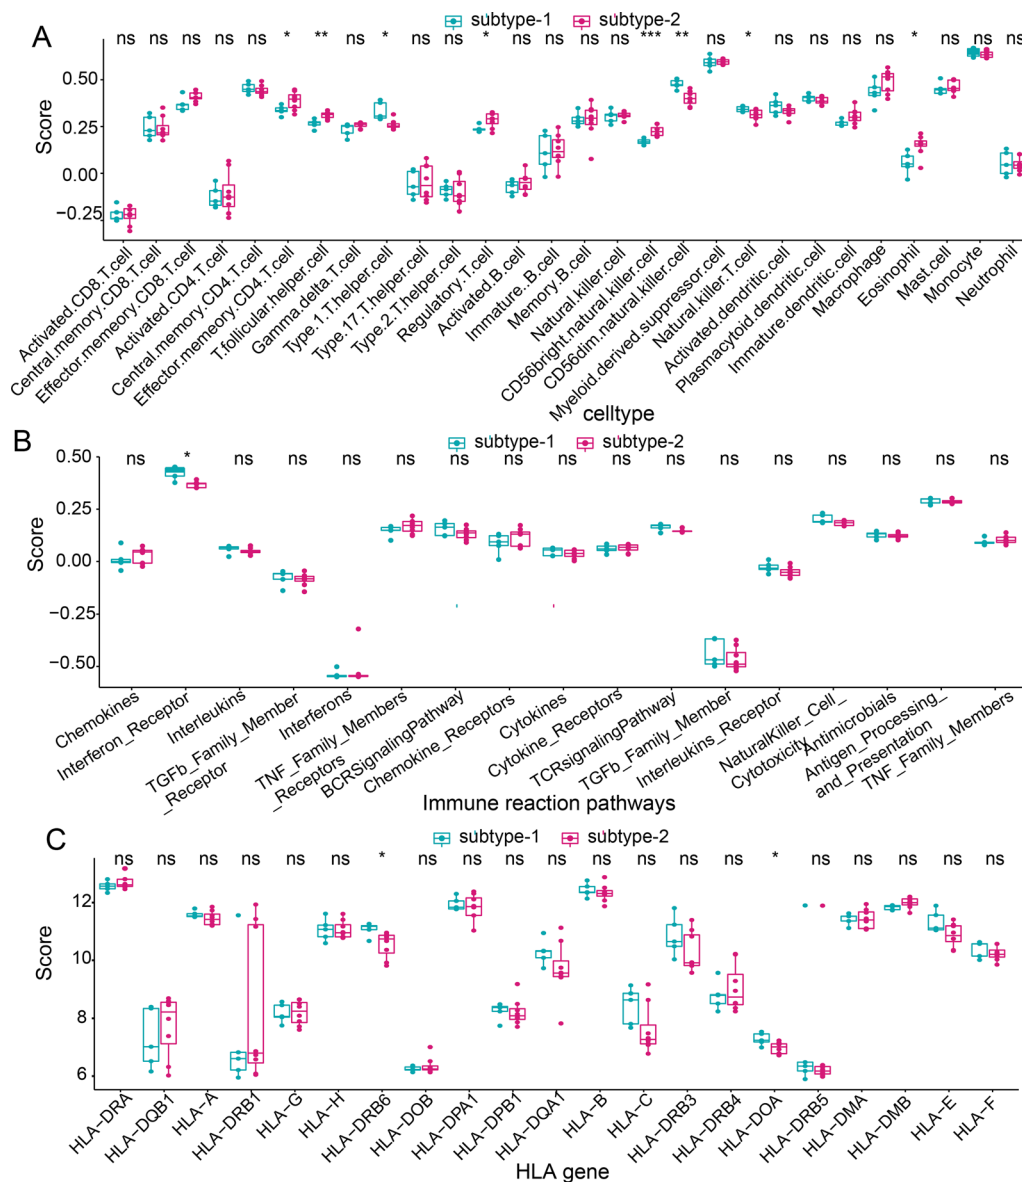 A
subtype-1 subtype-2
ns ns ns ns ns * ** ns * ns ns * ns ns ns ns *** ** ns * ns ns ns ns * ns ns ns
Score
0.50
0.25
0.00
−0.25
Activated.CD8.T.cell
Central.memory.CD8.T.cell
Effector.memeory.CD8.T.cell
Activated.CD4.T.cell
Central.memory.CD4.T.cell
Effector.memeory.CD4.T.cell
T.follicular.helper.cell
Gamma.delta.T.cell
Type.1.T.helper.cell
Type.17.T.helper.cell
Type.2.T.helper.cell
Regulatory.T.cell
Activated.B.cell
Immature.B.cell
Memory.B.cell
Natural.killer.cell
CD56bright.natural.killer.cell
CD56dim.natural.killer.cell
Myeloid.derived.suppressor.cell
Natural.killer.T.cell
Activated.dendritic.cell
Plasmacytoid.dendritic.cell
Immature.dendritic.cell
Macrophage
Eosinophil
Mast.cell
Monocyte
Neutrophil
celltype
B
subtype-1 subtype-2
ns * ns ns ns ns ns ns ns ns ns ns ns ns ns ns ns
Score
0.50
0.25
0.00
−0.25
−0.50
Chemokines
Interferon_Receptor
Interleukins
TGFb_Family_Member
_Receptor
Interferons
TNF_Family_Members
_Receptors
BCRSignalingPathway
Chemokine_Receptors
Cytokines
Cytokine_Receptors
TCRsignalingPathway
TGFb_Family_Member
Interleukins_Receptor
NaturalKiller_Cell_
Cytotoxicity
Antimicrobials
Antigen_Processing_
and_Presentation
TNF_Family_Members
Immune reaction pathways
C
subtype-1 subtype-2
ns ns ns ns ns ns * ns ns ns ns ns ns ns ns * ns ns ns ns ns
Score
12
10
8
6
HLA−DRA
HLA−DQB1
HLA−A
HLA−DRB1
HLA−G
HLA−H
HLA−DRB6
HLA−DOB
HLA−DPA1
HLA−DPB1
HLA−DQA1
HLA−B
HLA−C
HLA−DRB3
HLA−DRB4
HLA−DOA
HLA−DRB5
HLA−DMA
HLA−DMB
HLA−E
HLA−F
HLA gene